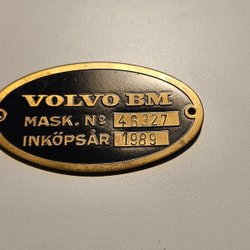 VOLVO BM
MASK. Nº 46327
INKÖPSÅR 1989